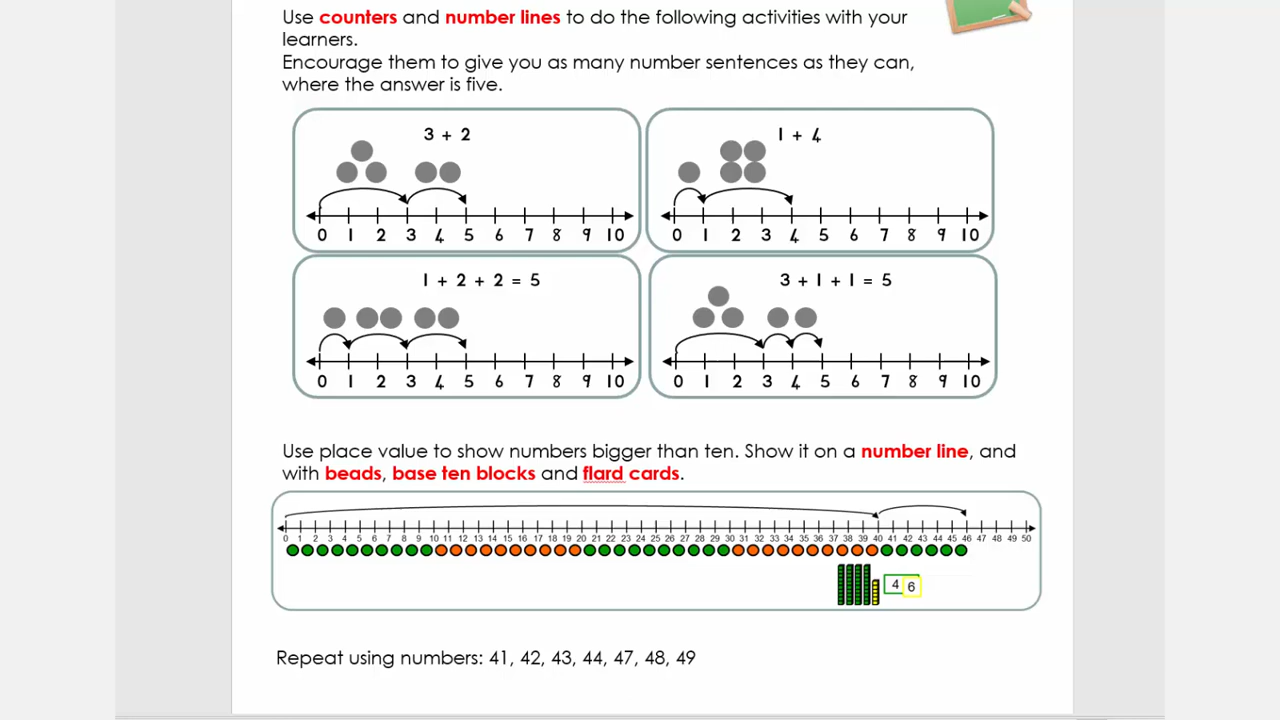 Use counters and number lines to do the following activities with your
learners.
Encourage them to give you as many number sentences as they can,
where the answer is five.
3 + 2
0 1 2 3 4 5 6 7 8 9 10
1 + 4
0 1 2 3 4 5 6 7 8 9 10
1 + 2 + 2 = 5
0 1 2 3 4 5 6 7 8 9 10
3 + 1 + 1 = 5
0 1 2 3 4 5 6 7 8 9 10
Use place value to show numbers bigger than ten. Show it on a number line, and
with beads, base ten blocks and flard cards.
0 1 2 3 4 5 6 7 8 9 10 11 12 13 14 15 16 17 18 19 20 21 22 23 24 25 26 27 28 29 30 31 32 33 34 35 36 37 38 39 40 41 42 43 44 45 46 47 48 49 50
4 6
Repeat using numbers: 41, 42, 43, 44, 47, 48, 49